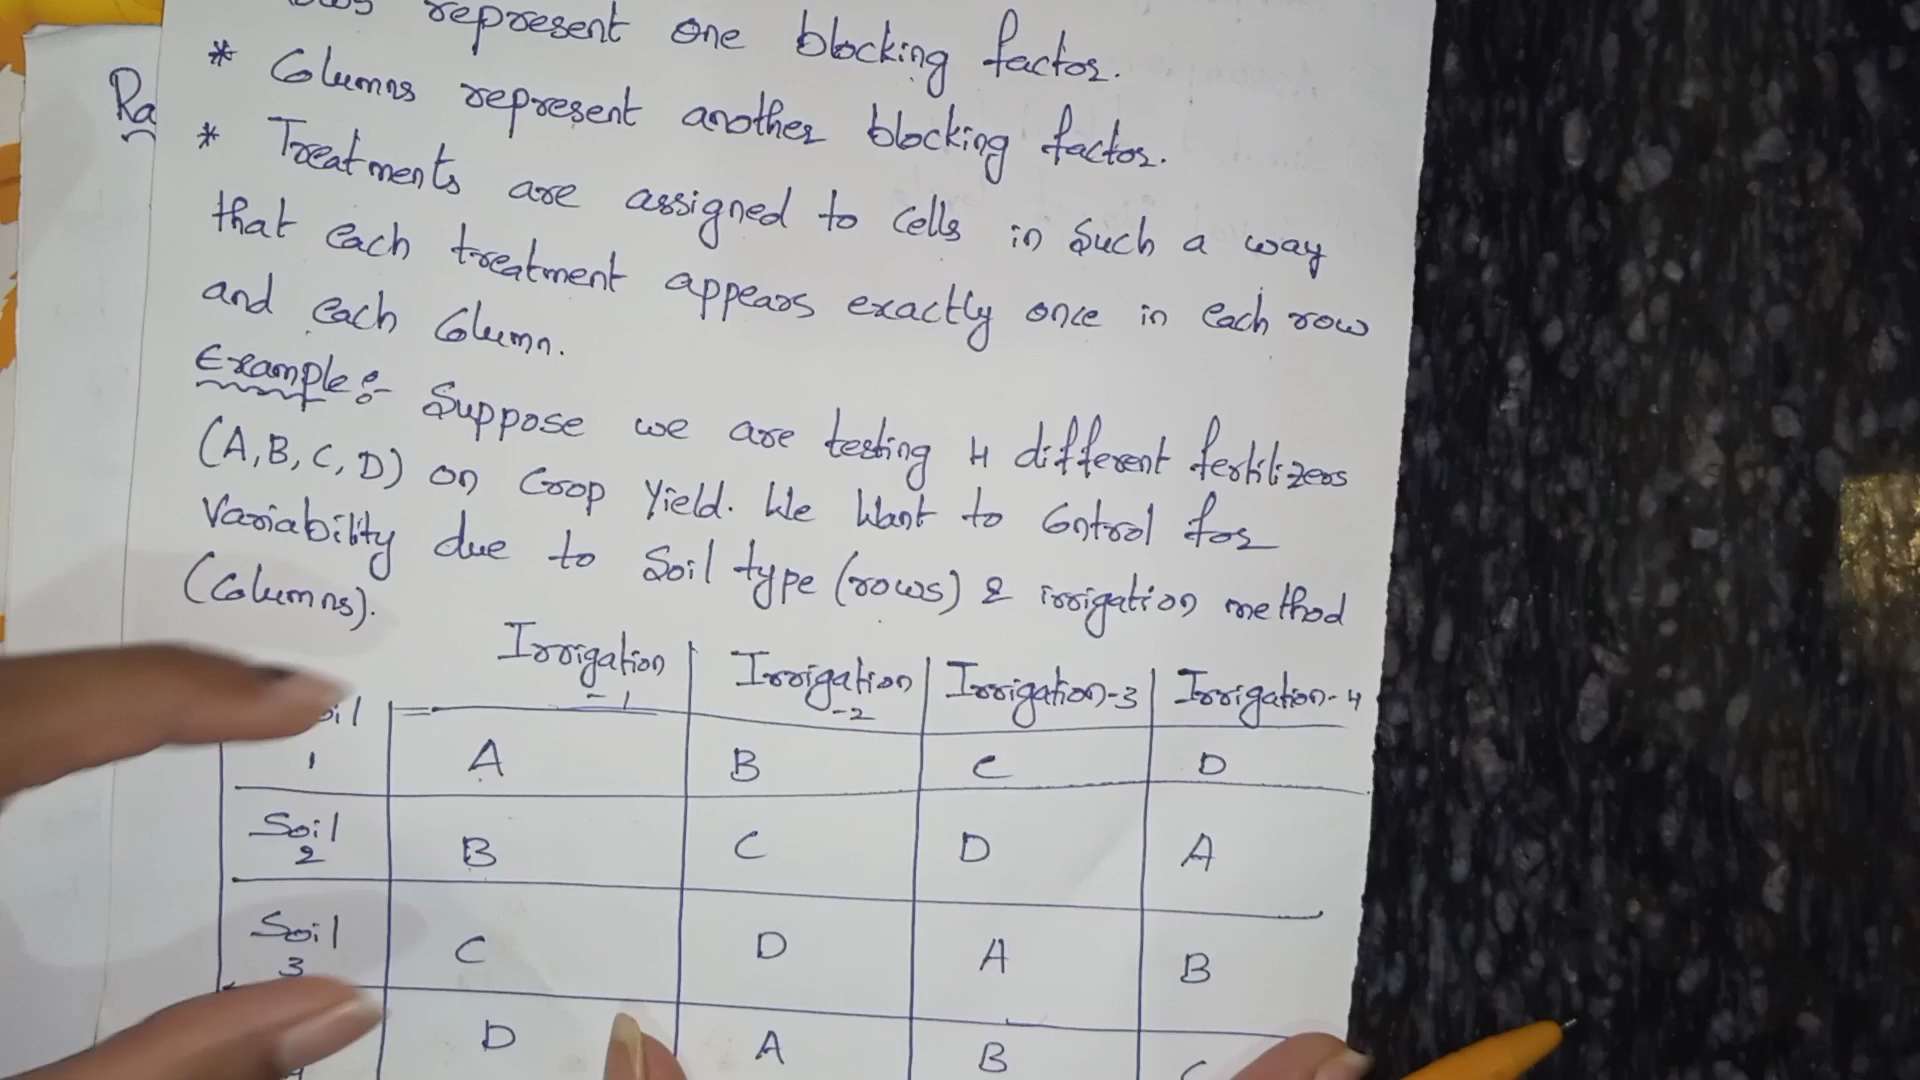 represent one blocking factor.
* Columns represent another blocking factor.
Ra
* Treatments are assigned to cells in such a way
that each treatment appears exactly once in each row
and each column.
Example:- Suppose we are testing 4 different fertilizers
(A, B, C, D) on Crop Yield. We Want to Control for
Variability due to Soil type (rows) & irrigation method
(Columns).
Irrigation -1 Irrigation -2 Irrigation-3 Irrigation-4
1 A B C D
Soil 2 B C D A
Soil 3 C D A B
D A B C